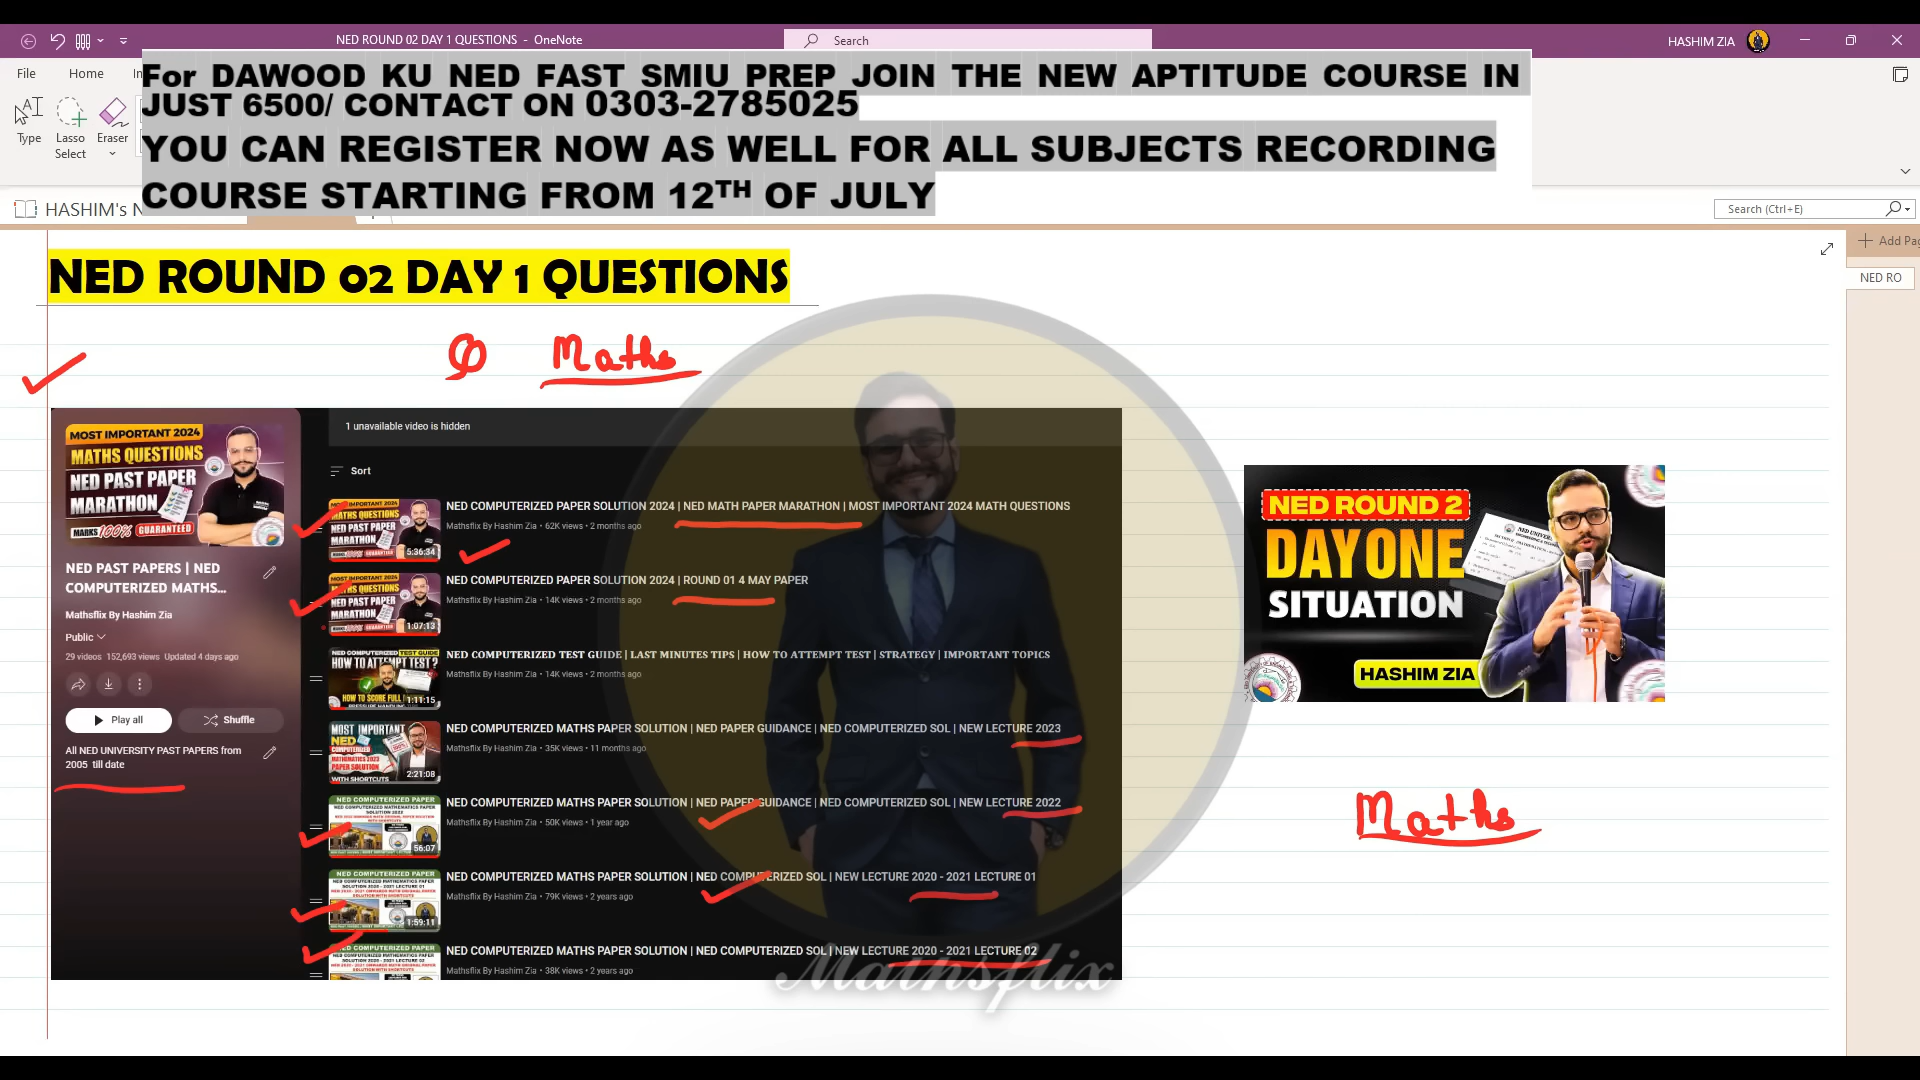 NED ROUND 02 DAY 1 QUESTIONS - OneNote
Search
HASHIM ZIA
File
Home
For DAWOOD KU NED FAST SMIU PREP JOIN THE NEW APTITUDE COURSE IN
JUST 6500/ CONTACT ON 0303-2785025
YOU CAN REGISTER NOW AS WELL FOR ALL SUBJECTS RECORDING
COURSE STARTING FROM 12TH OF JULY
Type
Lasso
Select
Eraser
HASHIM's N
Search (Ctrl+E)
Add Pag
NED RO
NED ROUND 02 DAY 1 QUESTIONS
Maths
MOST IMPORTANT 2024
MATHS QUESTIONS
NED PAST PAPER
MARATHON
MARKS 100% GUARANTEED
NED PAST PAPERS | NED
COMPUTERIZED MATHS...
Mathsflix By Hashim Zia
Public
29 videos 152,693 views Updated 4 days ago
Play all
Shuffle
All NED UNIVERSITY PAST PAPERS from
2005 till date
1 unavailable video is hidden
Sort
NED COMPUTERIZED PAPER SOLUTION 2024 | NED MATH PAPER MARATHON | MOST IMPORTANT 2024 MATH QUESTIONS
Mathsflix By Hashim Zia • 62K views • 2 months ago
5:36:34
NED COMPUTERIZED PAPER SOLUTION 2024 | ROUND 01 4 MAY PAPER
Mathsflix By Hashim Zia • 14K views • 2 months ago
1:07:13
NED COMPUTERIZED TEST GUIDE | LAST MINUTES TIPS | HOW TO ATTEMPT TEST | STRATEGY | IMPORTANT TOPICS
Mathsflix By Hashim Zia • 14K views • 2 months ago
1:11:15
NED COMPUTERIZED MATHS PAPER SOLUTION | NED PAPER GUIDANCE | NED COMPUTERIZED SOL | NEW LECTURE 2023
Mathsflix By Hashim Zia • 35K views • 11 months ago
2:21:08
NED COMPUTERIZED MATHS PAPER SOLUTION | NED PAPER GUIDANCE | NED COMPUTERIZED SOL | NEW LECTURE 2022
Mathsflix By Hashim Zia • 50K views • 1 year ago
56:07
NED COMPUTERIZED MATHS PAPER SOLUTION | NED COMPUTERIZED SOL | NEW LECTURE 2020 - 2021 LECTURE 01
Mathsflix By Hashim Zia • 79K views • 2 years ago
1:59:11
NED COMPUTERIZED MATHS PAPER SOLUTION | NED COMPUTERIZED SOL | NEW LECTURE 2020 - 2021 LECTURE 02
Mathsflix By Hashim Zia • 38K views • 2 years ago
Mathsflix
NED ROUND 2
DAY ONE
SITUATION
HASHIM ZIA
Maths